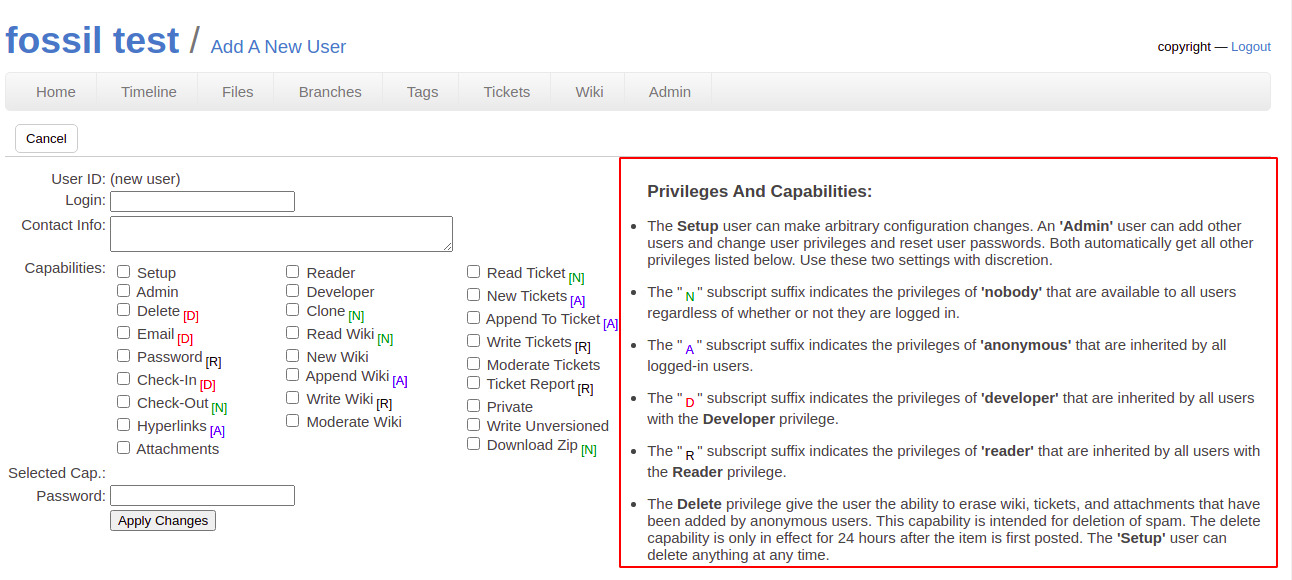 fossil test / Add A New User
copyright — Logout
Home Timeline Files Branches Tags Tickets Wiki Admin
Cancel
User ID: (new user)
Login:
Contact Info:
Capabilities:
Setup
Admin
Delete [D]
Email [D]
Password [R]
Check-In [D]
Check-Out [N]
Hyperlinks [A]
Attachments
Reader
Developer
Clone [N]
Read Wiki [N]
New Wiki
Append Wiki [A]
Write Wiki [R]
Moderate Wiki
Read Ticket [N]
New Tickets [A]
Append To Ticket [A]
Write Tickets [R]
Moderate Tickets
Ticket Report [R]
Private
Write Unversioned
Download Zip [N]
Selected Cap.:
Password:
Apply Changes
Privileges And Capabilities:
• The Setup user can make arbitrary configuration changes. An 'Admin' user can add other
users and change user privileges and reset user passwords. Both automatically get all other
privileges listed below. Use these two settings with discretion.
• The " N " subscript suffix indicates the privileges of 'nobody' that are available to all users
regardless of whether or not they are logged in.
• The " A " subscript suffix indicates the privileges of 'anonymous' that are inherited by all
logged-in users.
• The " D " subscript suffix indicates the privileges of 'developer' that are inherited by all users
with the Developer privilege.
• The " R " subscript suffix indicates the privileges of 'reader' that are inherited by all users with
the Reader privilege.
• The Delete privilege give the user the ability to erase wiki, tickets, and attachments that have
been added by anonymous users. This capability is intended for deletion of spam. The delete
capability is only in effect for 24 hours after the item is first posted. The 'Setup' user can
delete anything at any time.